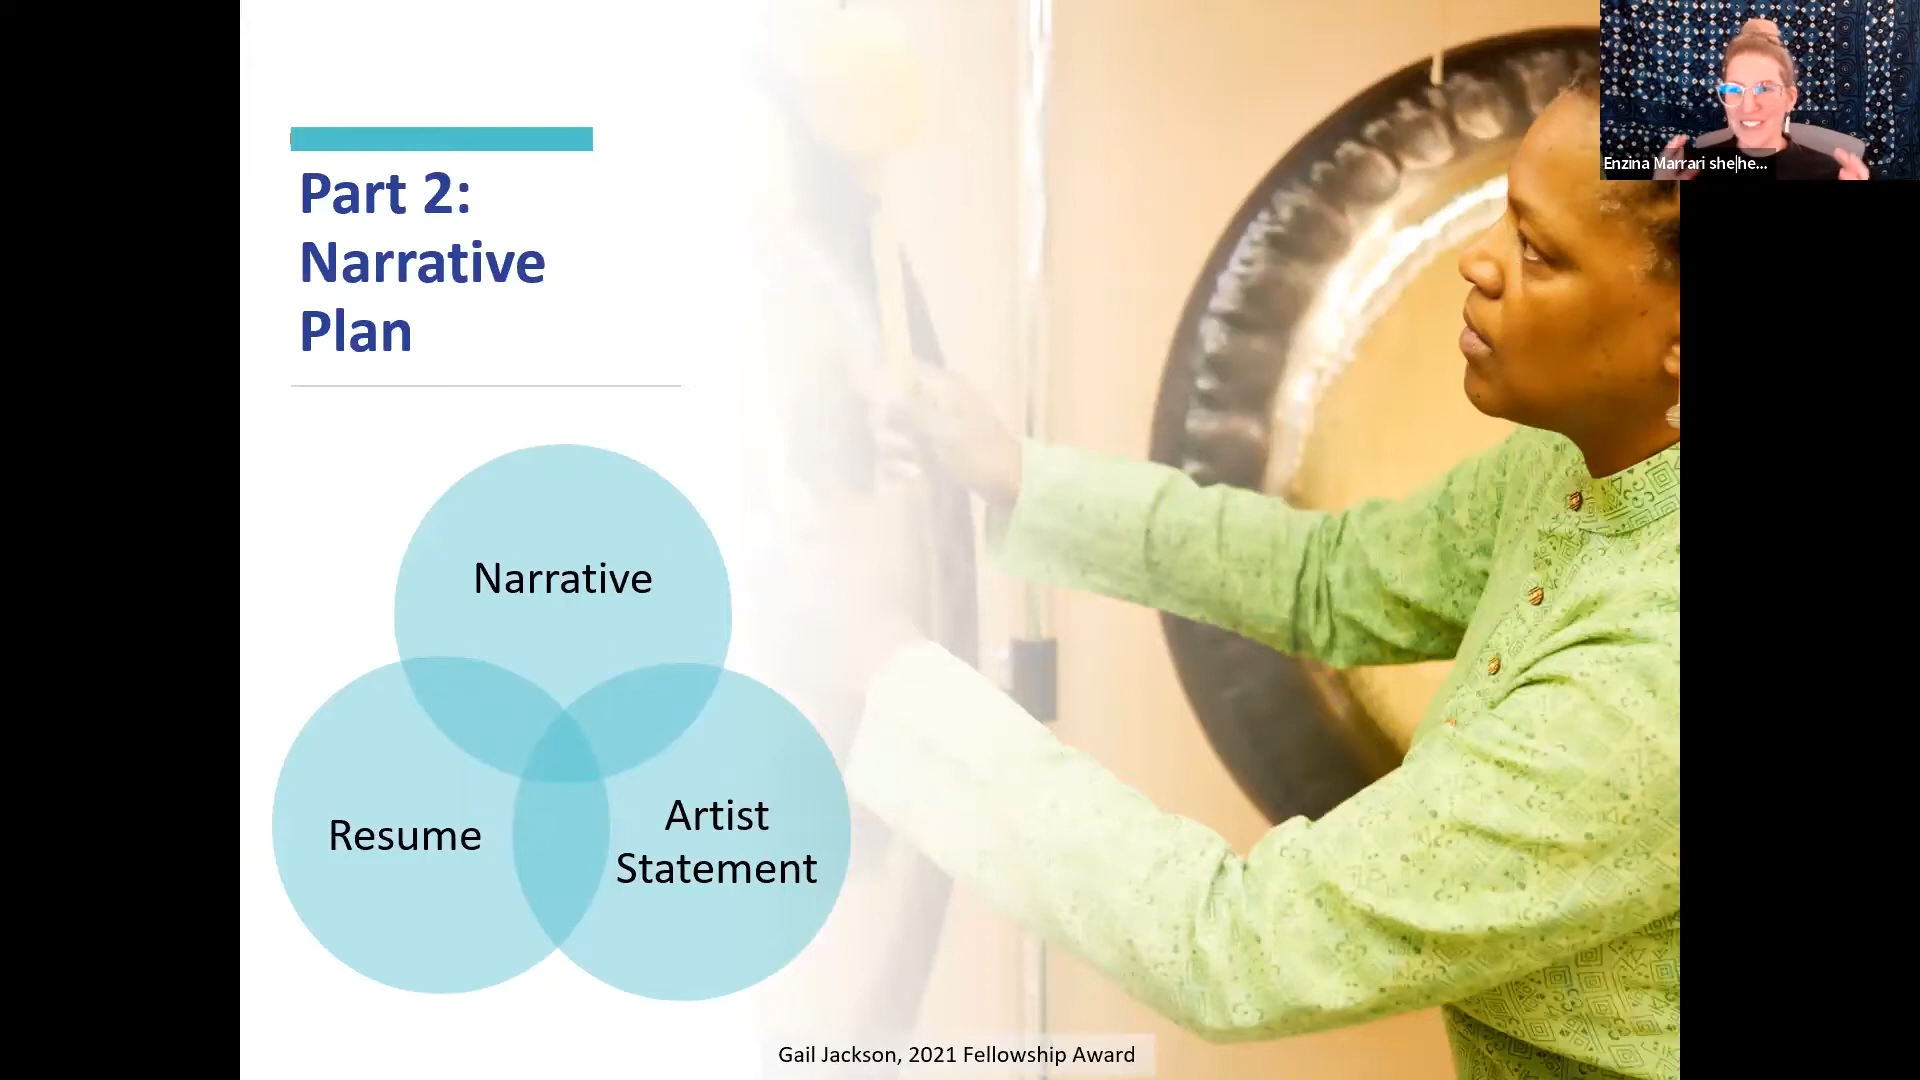 Part 2:
Narrative
Plan
Narrative
Resume
Artist
Statement
Gail Jackson, 2021 Fellowship Award
Enzina Marrari she|he...